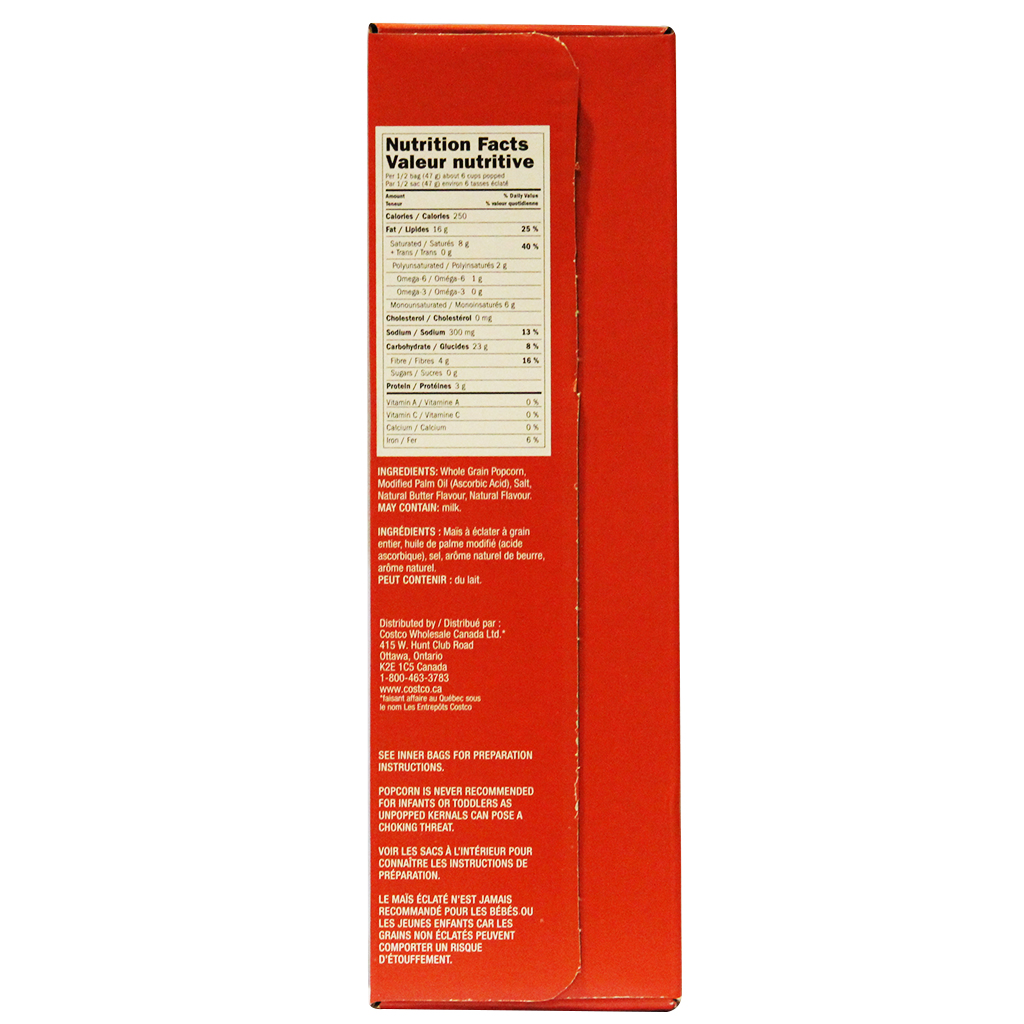 Nutrition Facts
Valeur nutritive
Per 1/2 bag (47 g) about 6 cups popped
Par 1/2 sac (47 g) environ 6 tasses éclaté
Amount % Daily Value
Teneur % valeur quotidienne
Calories / Calories 250
Fat / Lipides 16 g 25 %
Saturated / Saturés 8 g
+ Trans / Trans 0 g 40 %
Polyunsaturated / Polyinsaturés 2 g
Omega-6 / Oméga-6 1 g
Omega-3 / Oméga-3 0 g
Monounsaturated / Monoinsaturés 6 g
Cholesterol / Cholestérol 0 mg
Sodium / Sodium 300 mg 13 %
Carbohydrate / Glucides 23 g 8 %
Fibre / Fibres 4 g 16 %
Sugars / Sucres 0 g
Protein / Protéines 3 g
Vitamin A / Vitamine A 0 %
Vitamin C / Vitamine C 0 %
Calcium / Calcium 0 %
Iron / Fer 6 %
INGREDIENTS: Whole Grain Popcorn,
Modified Palm Oil (Ascorbic Acid), Salt,
Natural Butter Flavour, Natural Flavour.
MAY CONTAIN: milk.
INGRÉDIENTS : Maïs à éclater à grain
entier, huile de palme modifié (acide
ascorbique), sel, arôme naturel de beurre,
arôme naturel.
PEUT CONTENIR : du lait.
Distributed by / Distribué par :
Costco Wholesale Canada Ltd.*
415 W. Hunt Club Road
Ottawa, Ontario
K2E 1C5 Canada
1-800-463-3783
www.costco.ca
*faisant affaire au Québec sous
le nom Les Entrepôts Costco
SEE INNER BAGS FOR PREPARATION
INSTRUCTIONS.
POPCORN IS NEVER RECOMMENDED
FOR INFANTS OR TODDLERS AS
UNPOPPED KERNALS CAN POSE A
CHOKING THREAT.
VOIR LES SACS À L'INTÉRIEUR POUR
CONNAÎTRE LES INSTRUCTIONS DE
PRÉPARATION.
LE MAÏS ÉCLATÉ N'EST JAMAIS
RECOMMANDÉ POUR LES BÉBÉS OU
LES JEUNES ENFANTS CAR LES
GRAINS NON ÉCLATÉS PEUVENT
COMPORTER UN RISQUE
D'ÉTOUFFEMENT.